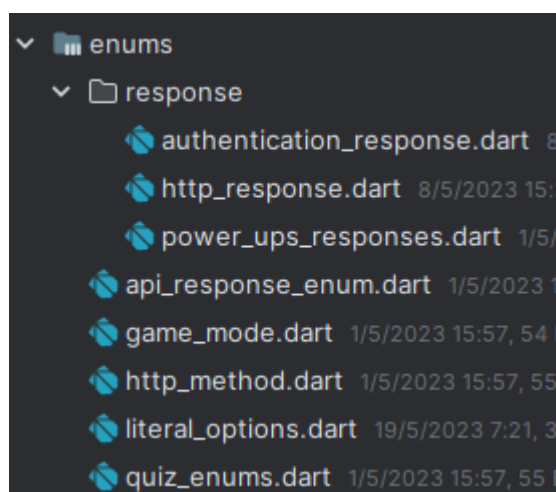 enums
response
authentication_response.dart 8
http_response.dart 8/5/2023 15:
power_ups_responses.dart 1/5/
api_response_enum.dart 1/5/2023 1
game_mode.dart 1/5/2023 15:57, 54
http_method.dart 1/5/2023 15:57, 55
literal_options.dart 19/5/2023 7:21, 3
quiz_enums.dart 1/5/2023 15:57, 55